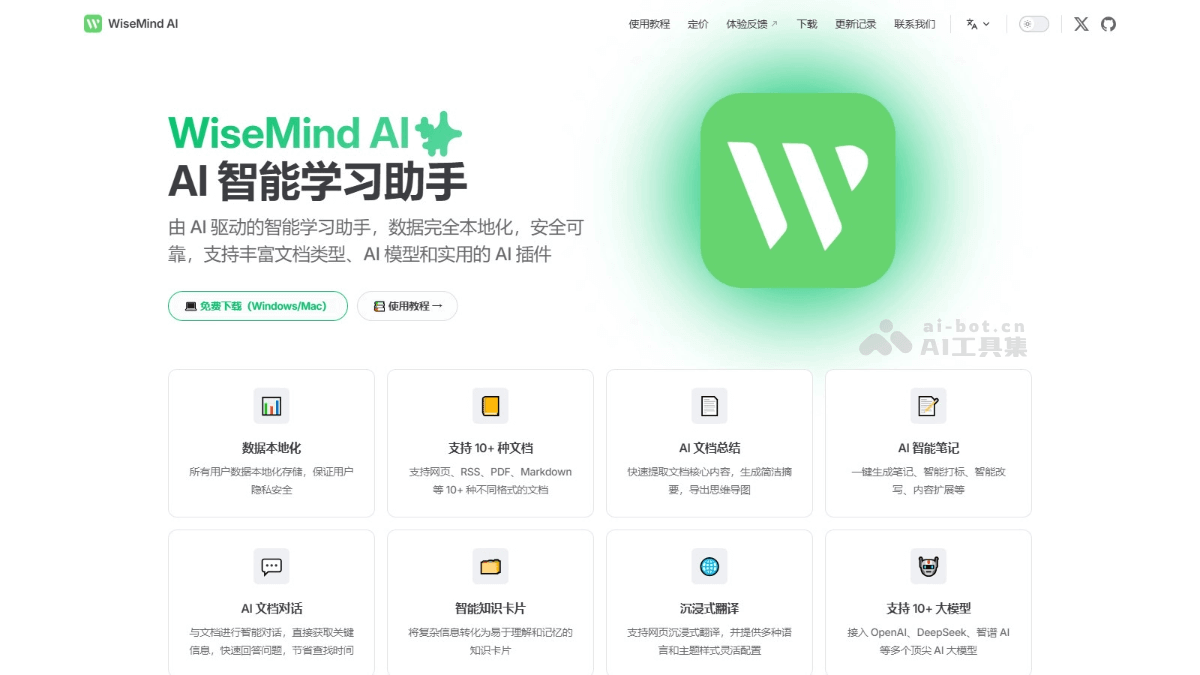 WiseMind AI
使用教程
定价
体验反馈
下载
更新记录
联系我们
WiseMind AI
AI 智能学习助手
由 AI 驱动的智能学习助手，数据完全本地化，安全可
靠，支持丰富文档类型、AI 模型和实用的 AI 插件
免费下载（Windows/Mac）
使用教程 →
ai-bot.cn
AI工具集
数据本地化
所有用户数据本地化存储，保证用户
隐私安全
支持 10+ 种文档
支持网页、RSS、PDF、Markdown
等 10+ 种不同格式的文档
AI 文档总结
快速提取文档核心内容，生成简洁摘
要，导出思维导图
AI 智能笔记
一键生成笔记、智能打标、智能改
写、内容扩展等
AI 文档对话
与文档进行智能对话，直接获取关键
信息，快速回答问题，节省查找时间
智能知识卡片
将复杂信息转化为易于理解和记忆的
知识卡片
沉浸式翻译
支持网页沉浸式翻译，并提供多种语
言和主题样式灵活配置
支持 10+ 大模型
接入 OpenAI、DeepSeek、智谱 AI
等多个顶尖 AI 大模型